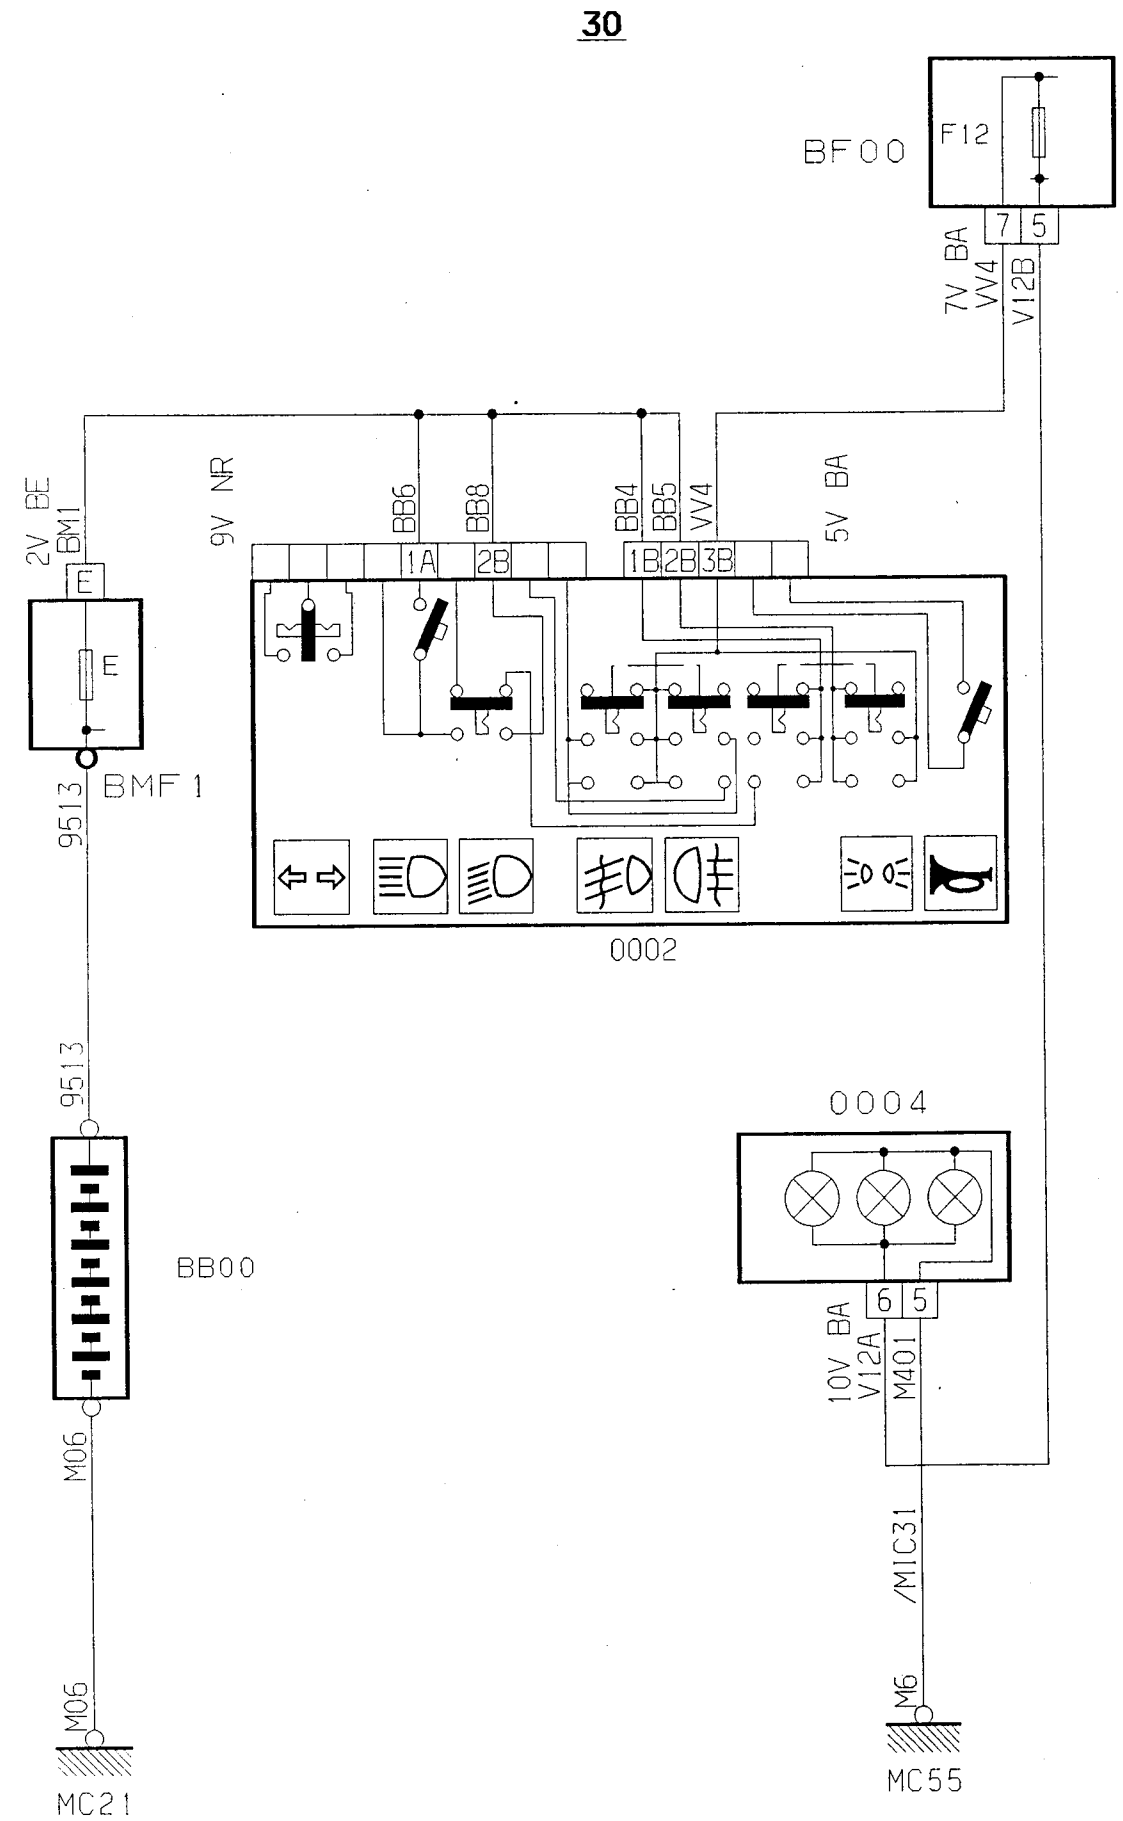 30
BF00
F12
7 5
7V BA
VV4
V12B
2V BE
BM1
9V NR
BB6
BB8
BB4
BB5
VV4
5V BA
E
1A 2B 1B 2B 3B
E
BMF1
9513
0002
9513
0004
BB00
6 5
10V BA
V12A
M401
M06
/MIC31
M06
M6
MC21
MC55